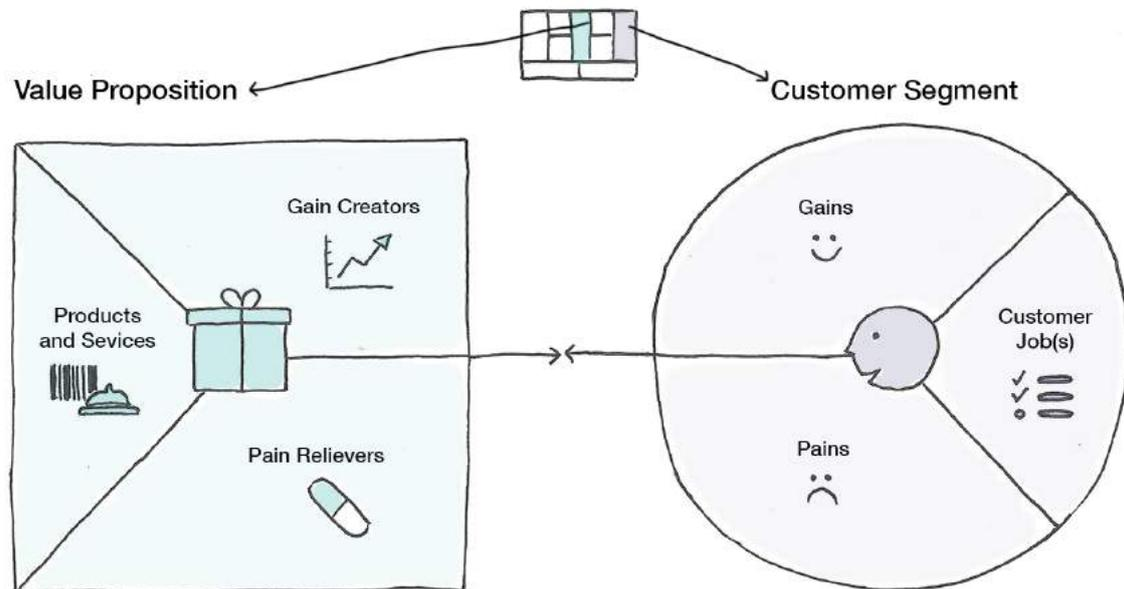 Value Proposition
Customer Segment
Gain Creators
Products
and Sevices
Pain Relievers
Gains
Customer
Job(s)
Pains